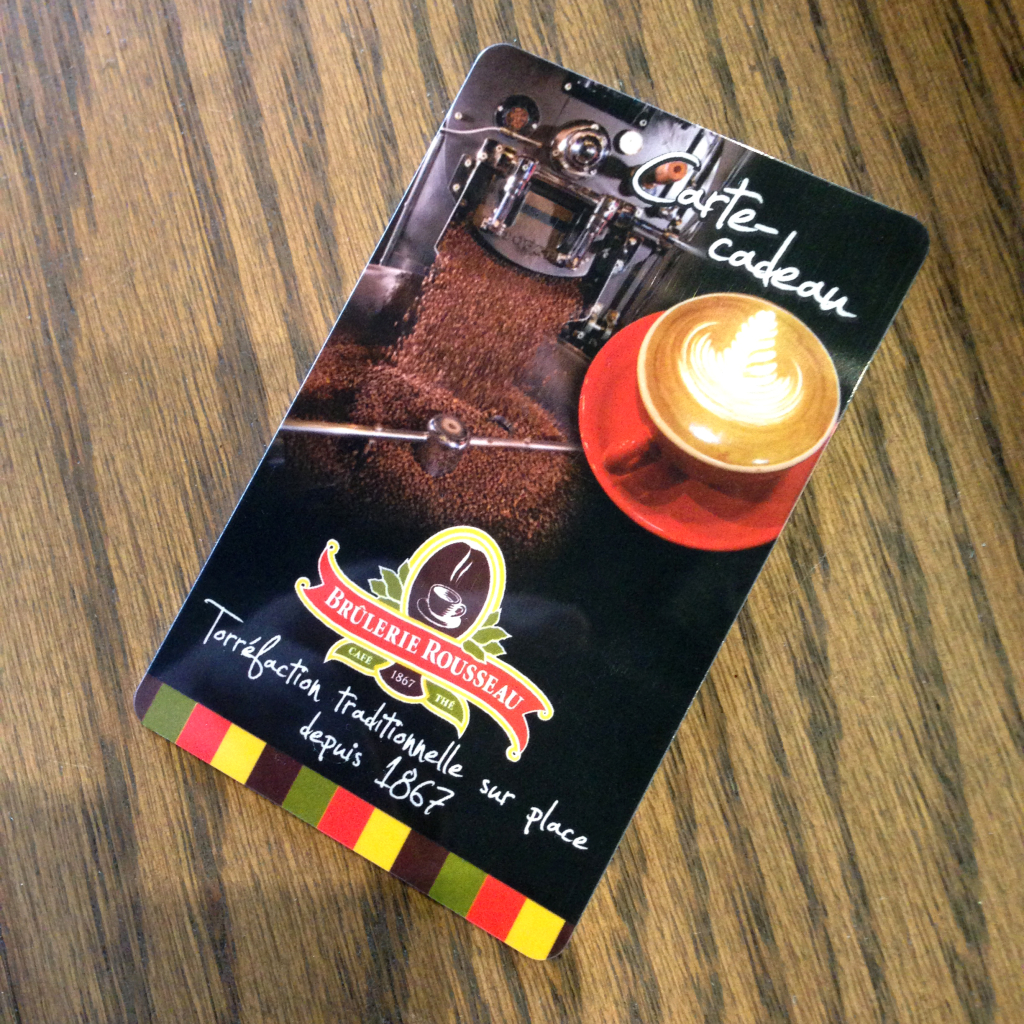 Carte-
cadeau
BRÛLERIE ROUSSEAU
CAFÉ 1867 THÉ
Torréfaction traditionnelle sur place
depuis 1867